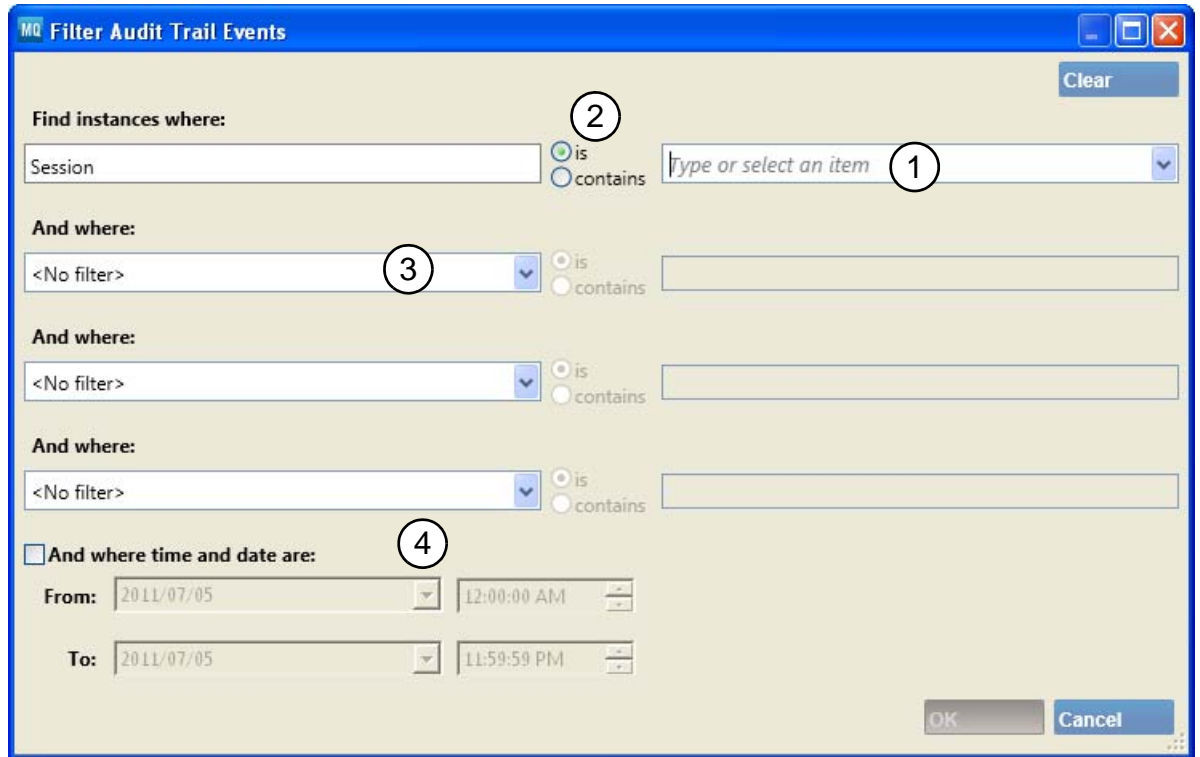 MQ Filter Audit Trail Events
Clear
Find instances where:
2
Session
is
contains
Type or select an item
1
And where:
<No filter>
3
is
contains
And where:
<No filter>
is
contains
And where:
<No filter>
is
contains
And where time and date are:
4
From: 2011/07/05 12:00:00 AM
To: 2011/07/05 11:59:59 PM
OK Cancel